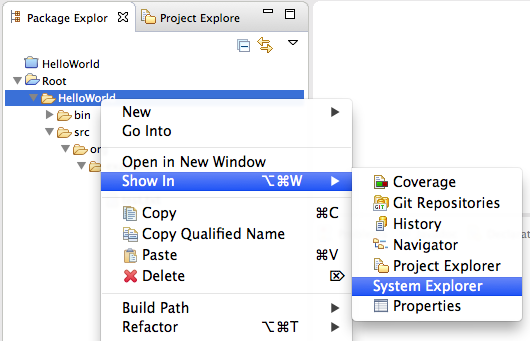 Package Explor
Project Explore
HelloWorld
Root
HelloWorld
bin
src
or
New
Go Into
Open in New Window
Show In ⌥⌘W
Copy ⌘C
Copy Qualified Name
Paste ⌘V
Delete ⌦
Build Path
Refactor ⌥⌘T
Coverage
GIT Git Repositories
History
Navigator
Project Explorer
System Explorer
Properties